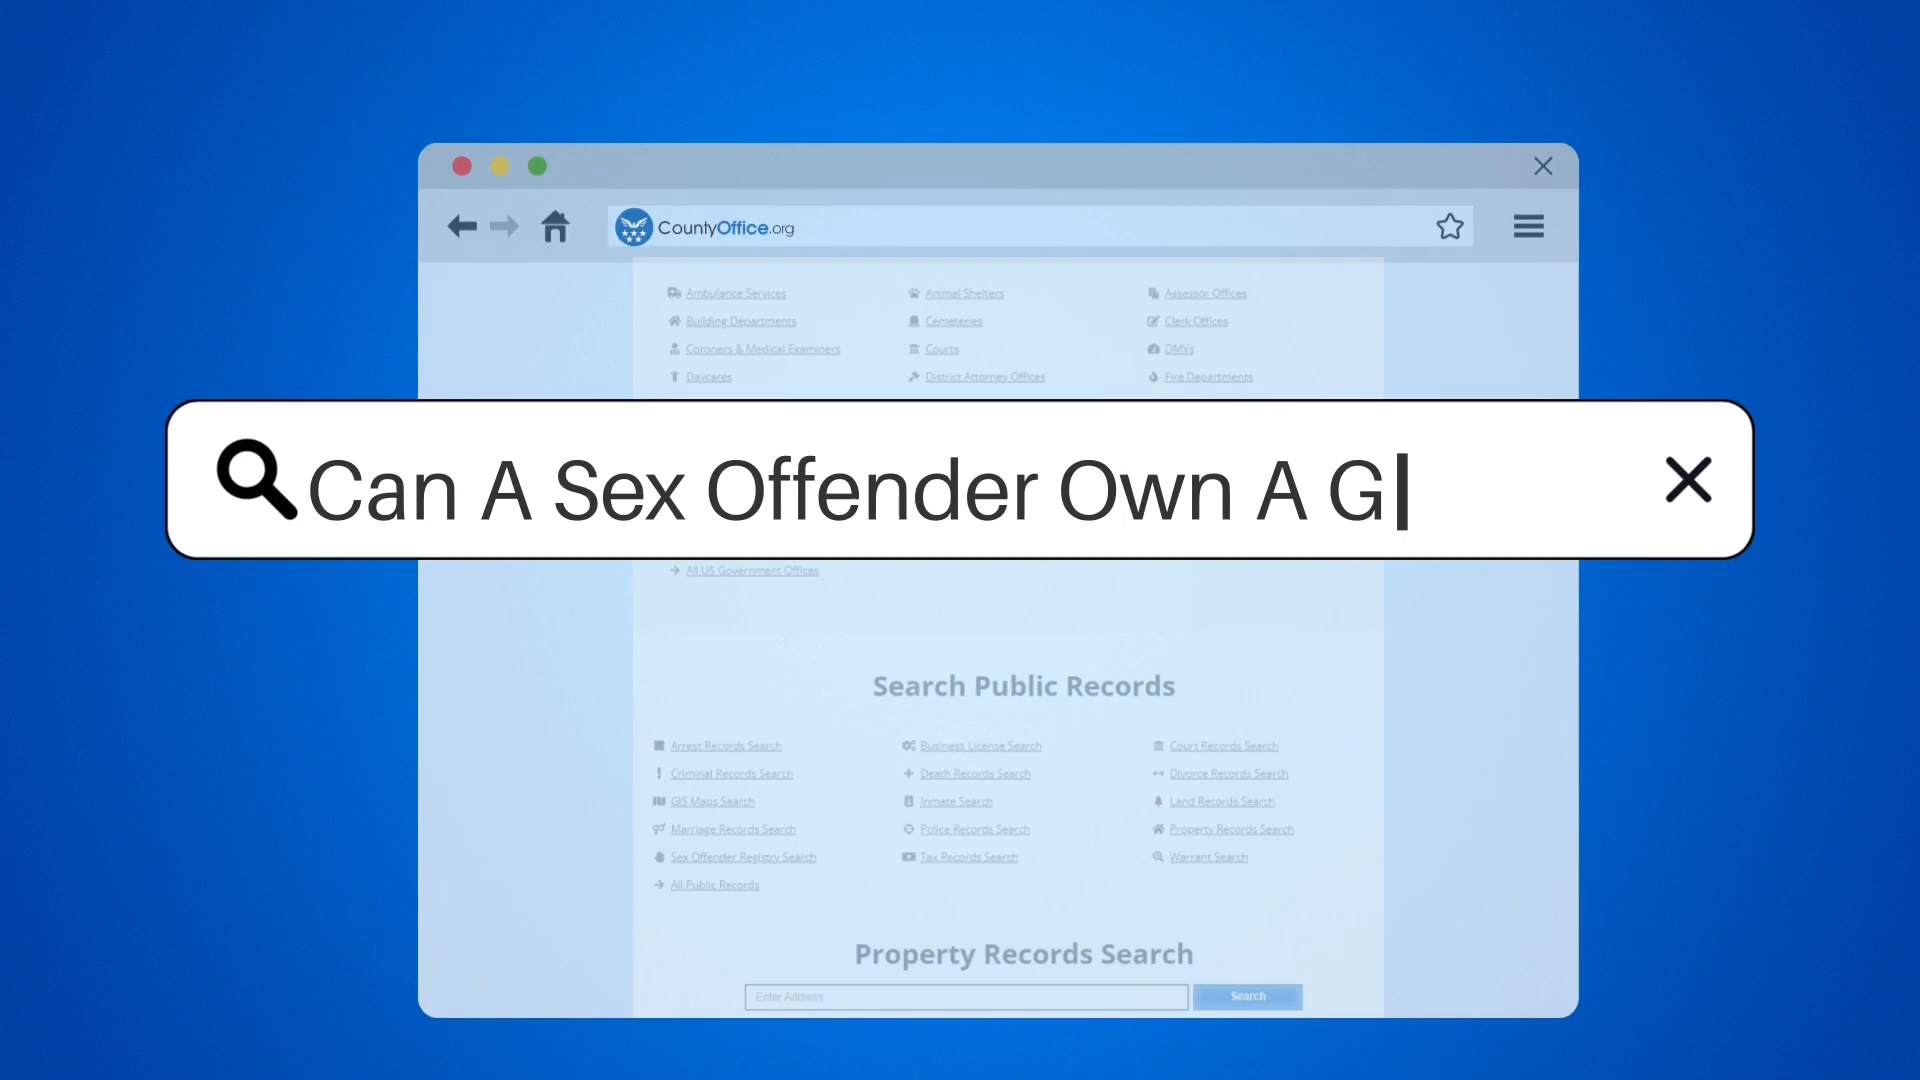 CountyOffice.org
Ambulance Services Animal Shelters Assessor Offices
Building Departments Cemeteries Clerk Offices
Coroners & Medical Examiners Courts DMVs
Daycares District Attorney Offices Fire Departments
Can A Sex Offender Own A G
All US Government Offices
Search Public Records
Arrest Records Search Business License Search Court Records Search
Criminal Records Search Death Records Search Divorce Records Search
GIS Maps Search Inmate Search Land Records Search
Marriage Records Search Police Records Search Property Records Search
Sex Offender Registry Search Tax Records Search Warrant Search
All Public Records
Property Records Search
Enter Address Search